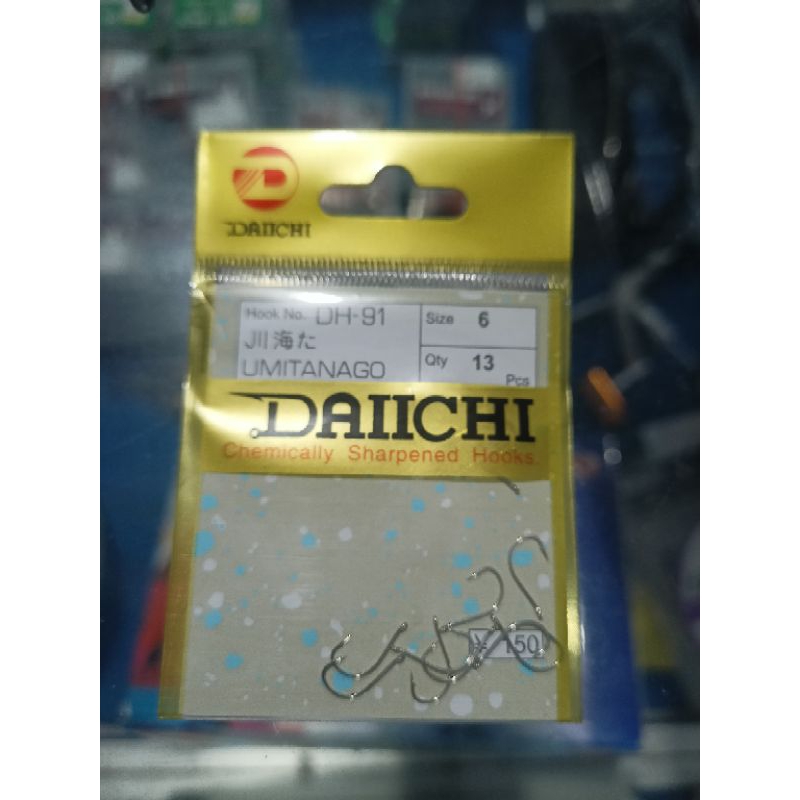 DAIICHI
Hook No. DH-91
川海た
UMITANAGO
Size 6
Qty 13
Pcs
DAIICHI
Chemically Sharpened Hooks.
¥ 150